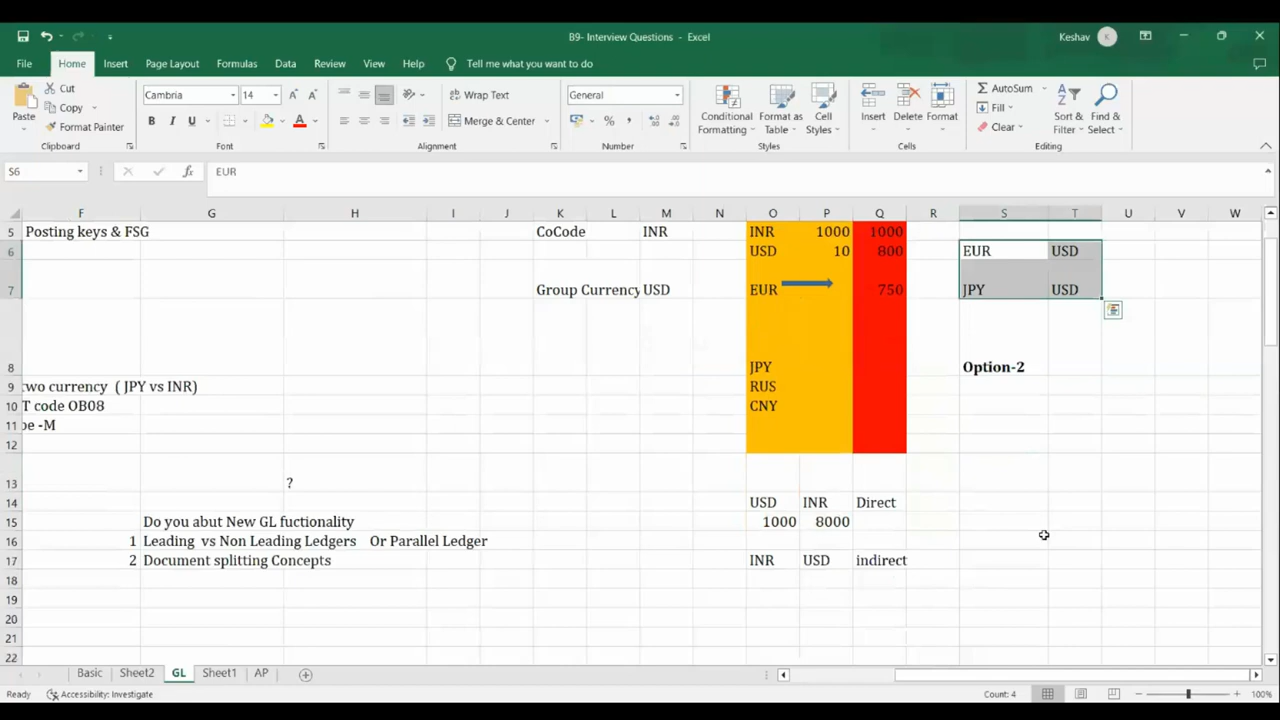 B9- Interview Questions - Excel
Keshav K
File Home Insert Page Layout Formulas Data Review View Help Tell me what you want to do
Paste
Cut
Copy
Format Painter
Cambria 14
B I U
Wrap Text
Merge & Center
General
Conditional Formatting
Format as Table
Cell Styles
Insert
Delete
Format
AutoSum
Fill
Clear
Sort & Filter
Find & Select
Clipboard Font Alignment Number Styles Cells Editing
S6 EUR
F G H I J K L M N O P Q R S T U V W
5 Posting keys & FSG CoCode INR INR 1000 1000
6 USD 10 800 EUR USD
7 Group Currency USD EUR 750 JPY USD
8 JPY Option-2
9 two currency ( JPY vs INR) RUS
10 T code OB08 CNY
11 be -M
12
13 ?
14 USD INR Direct
15 Do you abut New GL fuctionality 1000 8000
16 1 Leading vs Non Leading Ledgers Or Parallel Ledger
17 2 Document splitting Concepts INR USD indirect
18
19
20
21
22
Basic Sheet2 GL Sheet1 AP
Ready Accessibility: Investigate Count: 4 100%